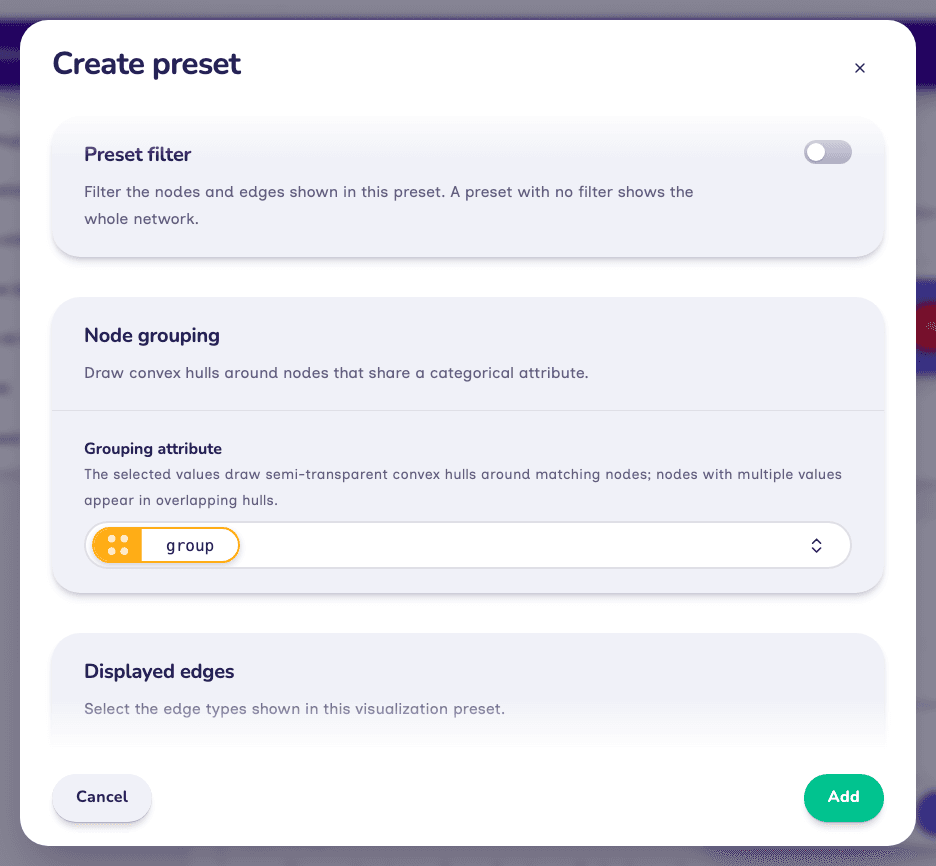 Create preset
Preset filter
Filter the nodes and edges shown in this preset. A preset with no filter shows the
whole network.
Node grouping
Draw convex hulls around nodes that share a categorical attribute.
Grouping attribute
The selected values draw semi-transparent convex hulls around matching nodes; nodes with multiple values
appear in overlapping hulls.
group
Displayed edges
Select the edge types shown in this visualization preset.
Cancel
Add